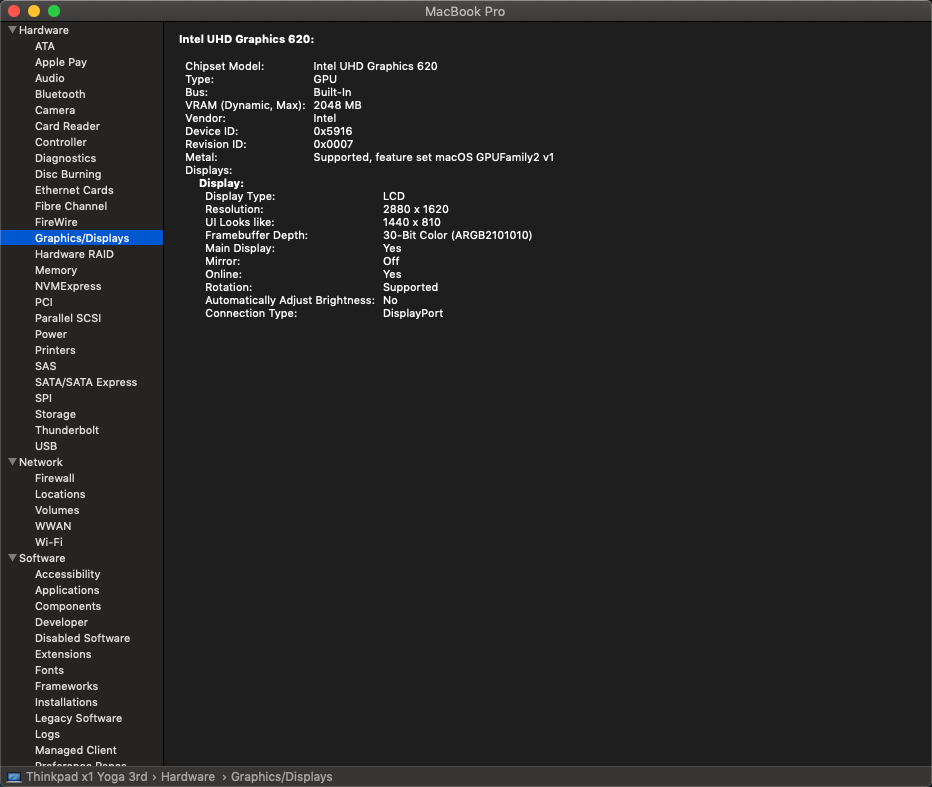 MacBook Pro
Hardware
ATA
Apple Pay
Audio
Bluetooth
Camera
Card Reader
Controller
Diagnostics
Disc Burning
Ethernet Cards
Fibre Channel
FireWire
Graphics/Displays
Hardware RAID
Memory
NVMExpress
PCI
Parallel SCSI
Power
Printers
SAS
SATA/SATA Express
SPI
Storage
Thunderbolt
USB
Network
Firewall
Locations
Volumes
WWAN
Wi-Fi
Software
Accessibility
Applications
Components
Developer
Disabled Software
Extensions
Fonts
Frameworks
Installations
Legacy Software
Logs
Managed Client
Preference Panes
Intel UHD Graphics 620:
Chipset Model: Intel UHD Graphics 620
Type: GPU
Bus: Built-In
VRAM (Dynamic, Max): 2048 MB
Vendor: Intel
Device ID: 0x5916
Revision ID: 0x0007
Metal: Supported, feature set macOS GPUFamily2 v1
Displays:
Display:
Display Type: LCD
Resolution: 2880 x 1620
UI Looks like: 1440 x 810
Framebuffer Depth: 30-Bit Color (ARGB2101010)
Main Display: Yes
Mirror: Off
Online: Yes
Rotation: Supported
Automatically Adjust Brightness: No
Connection Type: DisplayPort
Thinkpad x1 Yoga 3rd › Hardware › Graphics/Displays